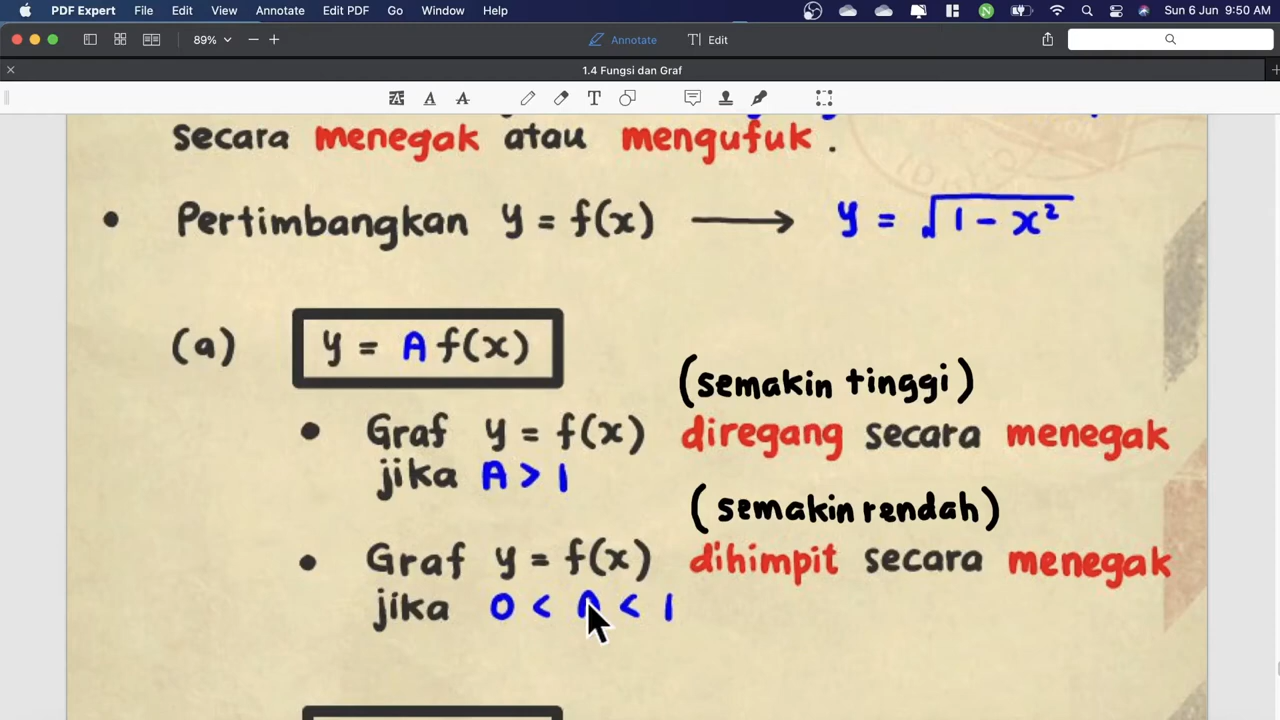 PDF Expert File Edit View Annotate Edit PDF Go Window Help Sun 6 Jun 9:50 AM
89% Annotate Edit
1.4 Fungsi dan Graf
secara menegak atau mengufuk .
• Pertimbangkan y = f(x) → y = √(1 - x²)
(a) y = A f(x)
(semakin tinggi)
• Graf y = f(x) diregang secara menegak
jika A > 1
(semakin rendah)
• Graf y = f(x) dihimpit secara menegak
jika 0 < A < 1